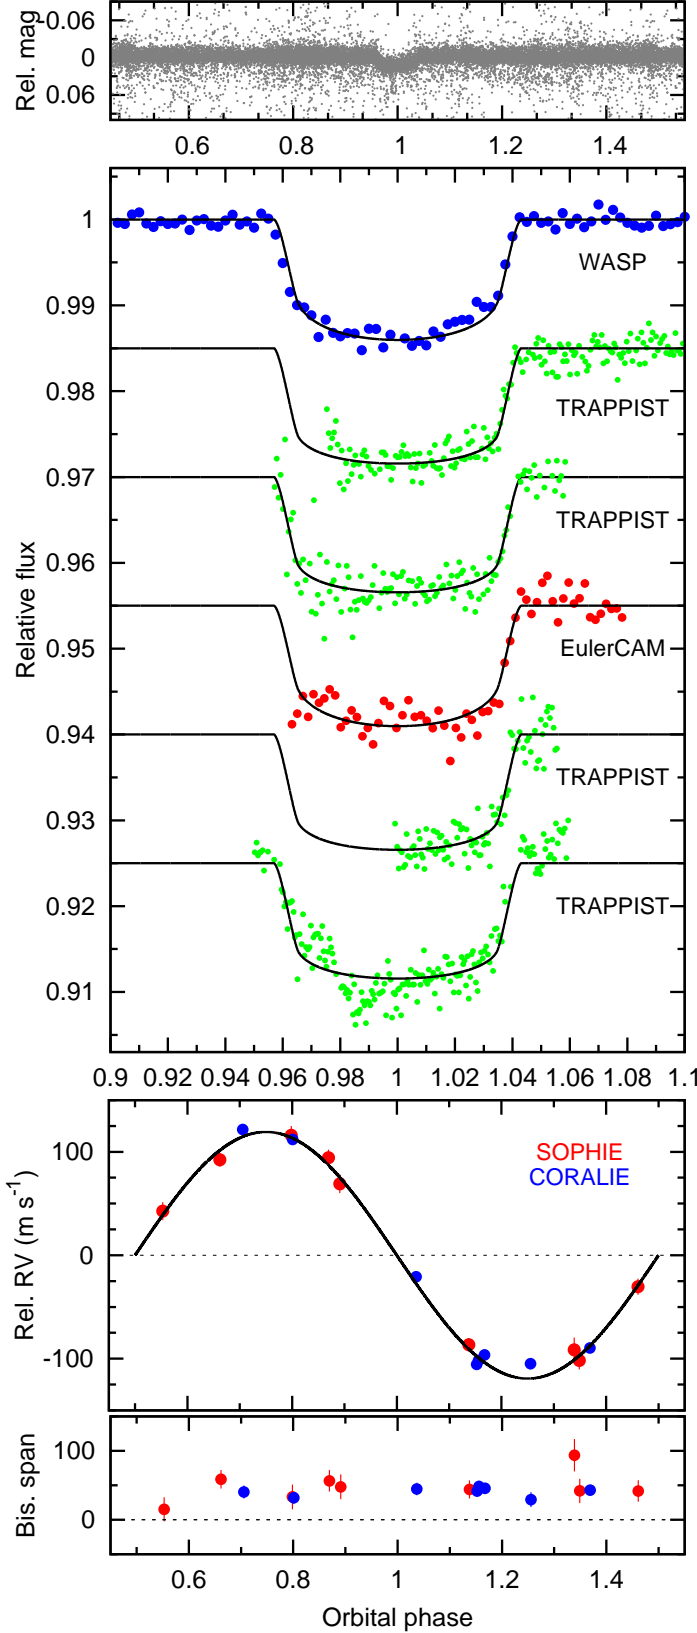 -0.06
0
0.06
Rel. mag
0.6 0.8 1 1.2 1.4
1
0.99
0.98
0.97
0.96
0.95
0.94
0.93
0.92
0.91
Relative flux
WASP
TRAPPIST
TRAPPIST
EulerCAM
TRAPPIST
TRAPPIST
0.9 0.92 0.94 0.96 0.98 1 1.02 1.04 1.06 1.08 1.1
100
0
-100
Rel. RV (m s-1)
SOPHIE
CORALIE
100
0
Bis. span
0.6 0.8 1 1.2 1.4
Orbital phase